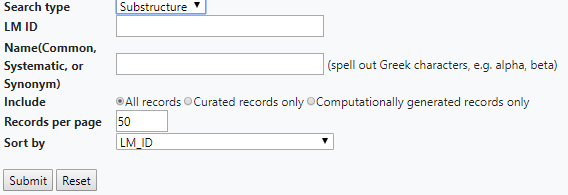 Search type Substructure
LM ID
Name(Common,
Systematic, or
Synonym)
(spell out Greek characters, e.g. alpha, beta)
Include All records Curated records only Computationally generated records only
Records per page 50
Sort by LM_ID
Submit Reset